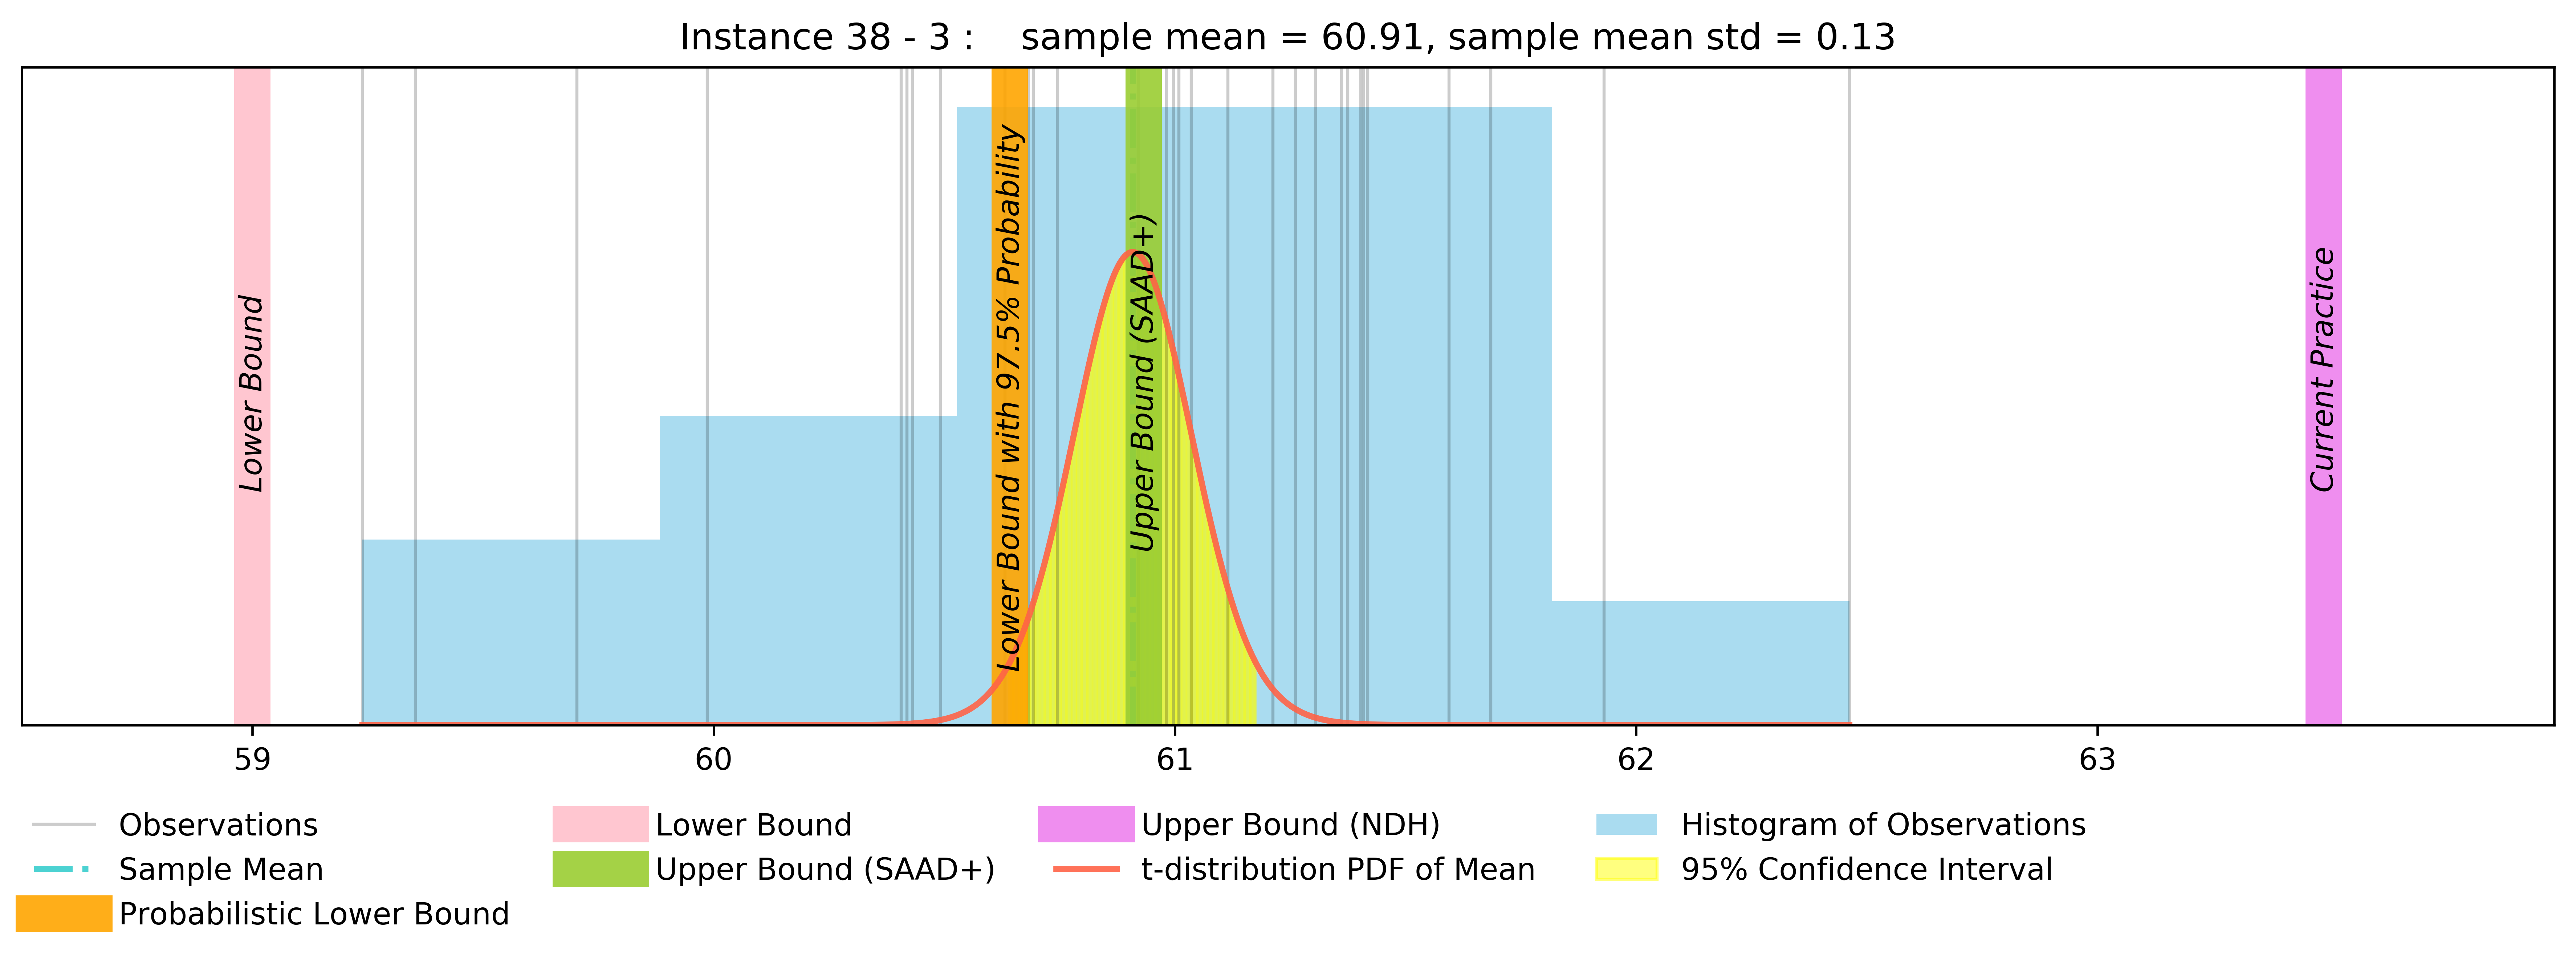 Instance 38 - 3 :    sample mean = 60.91, sample mean std = 0.13
Lower Bound
Lower Bound with 97.5% Probability
Upper Bound (SAAD+)
Current Practice
59
60
61
62
63
Observations
Sample Mean
Probabilistic Lower Bound
Lower Bound
Upper Bound (SAAD+)
Upper Bound (NDH)
t-distribution PDF of Mean
Histogram of Observations
95% Confidence Interval